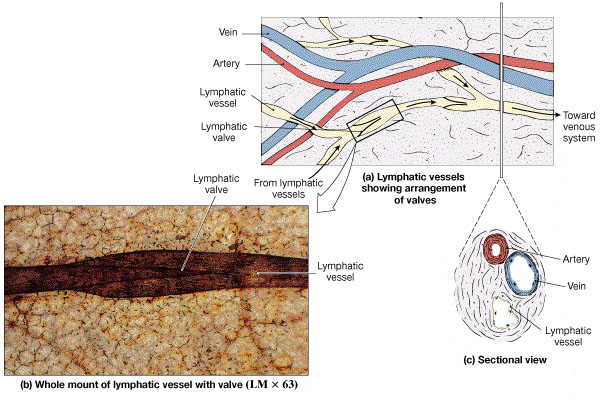 Vein
Artery
Lymphatic
vessel
Lymphatic
valve
From lymphatic
vessels
Toward
venous
system
(a) Lymphatic vessels
showing arrangement
of valves
Lymphatic
valve
Lymphatic
vessel
(b) Whole mount of lymphatic vessel with valve (LM × 63)
Artery
Vein
Lymphatic
vessel
(c) Sectional view